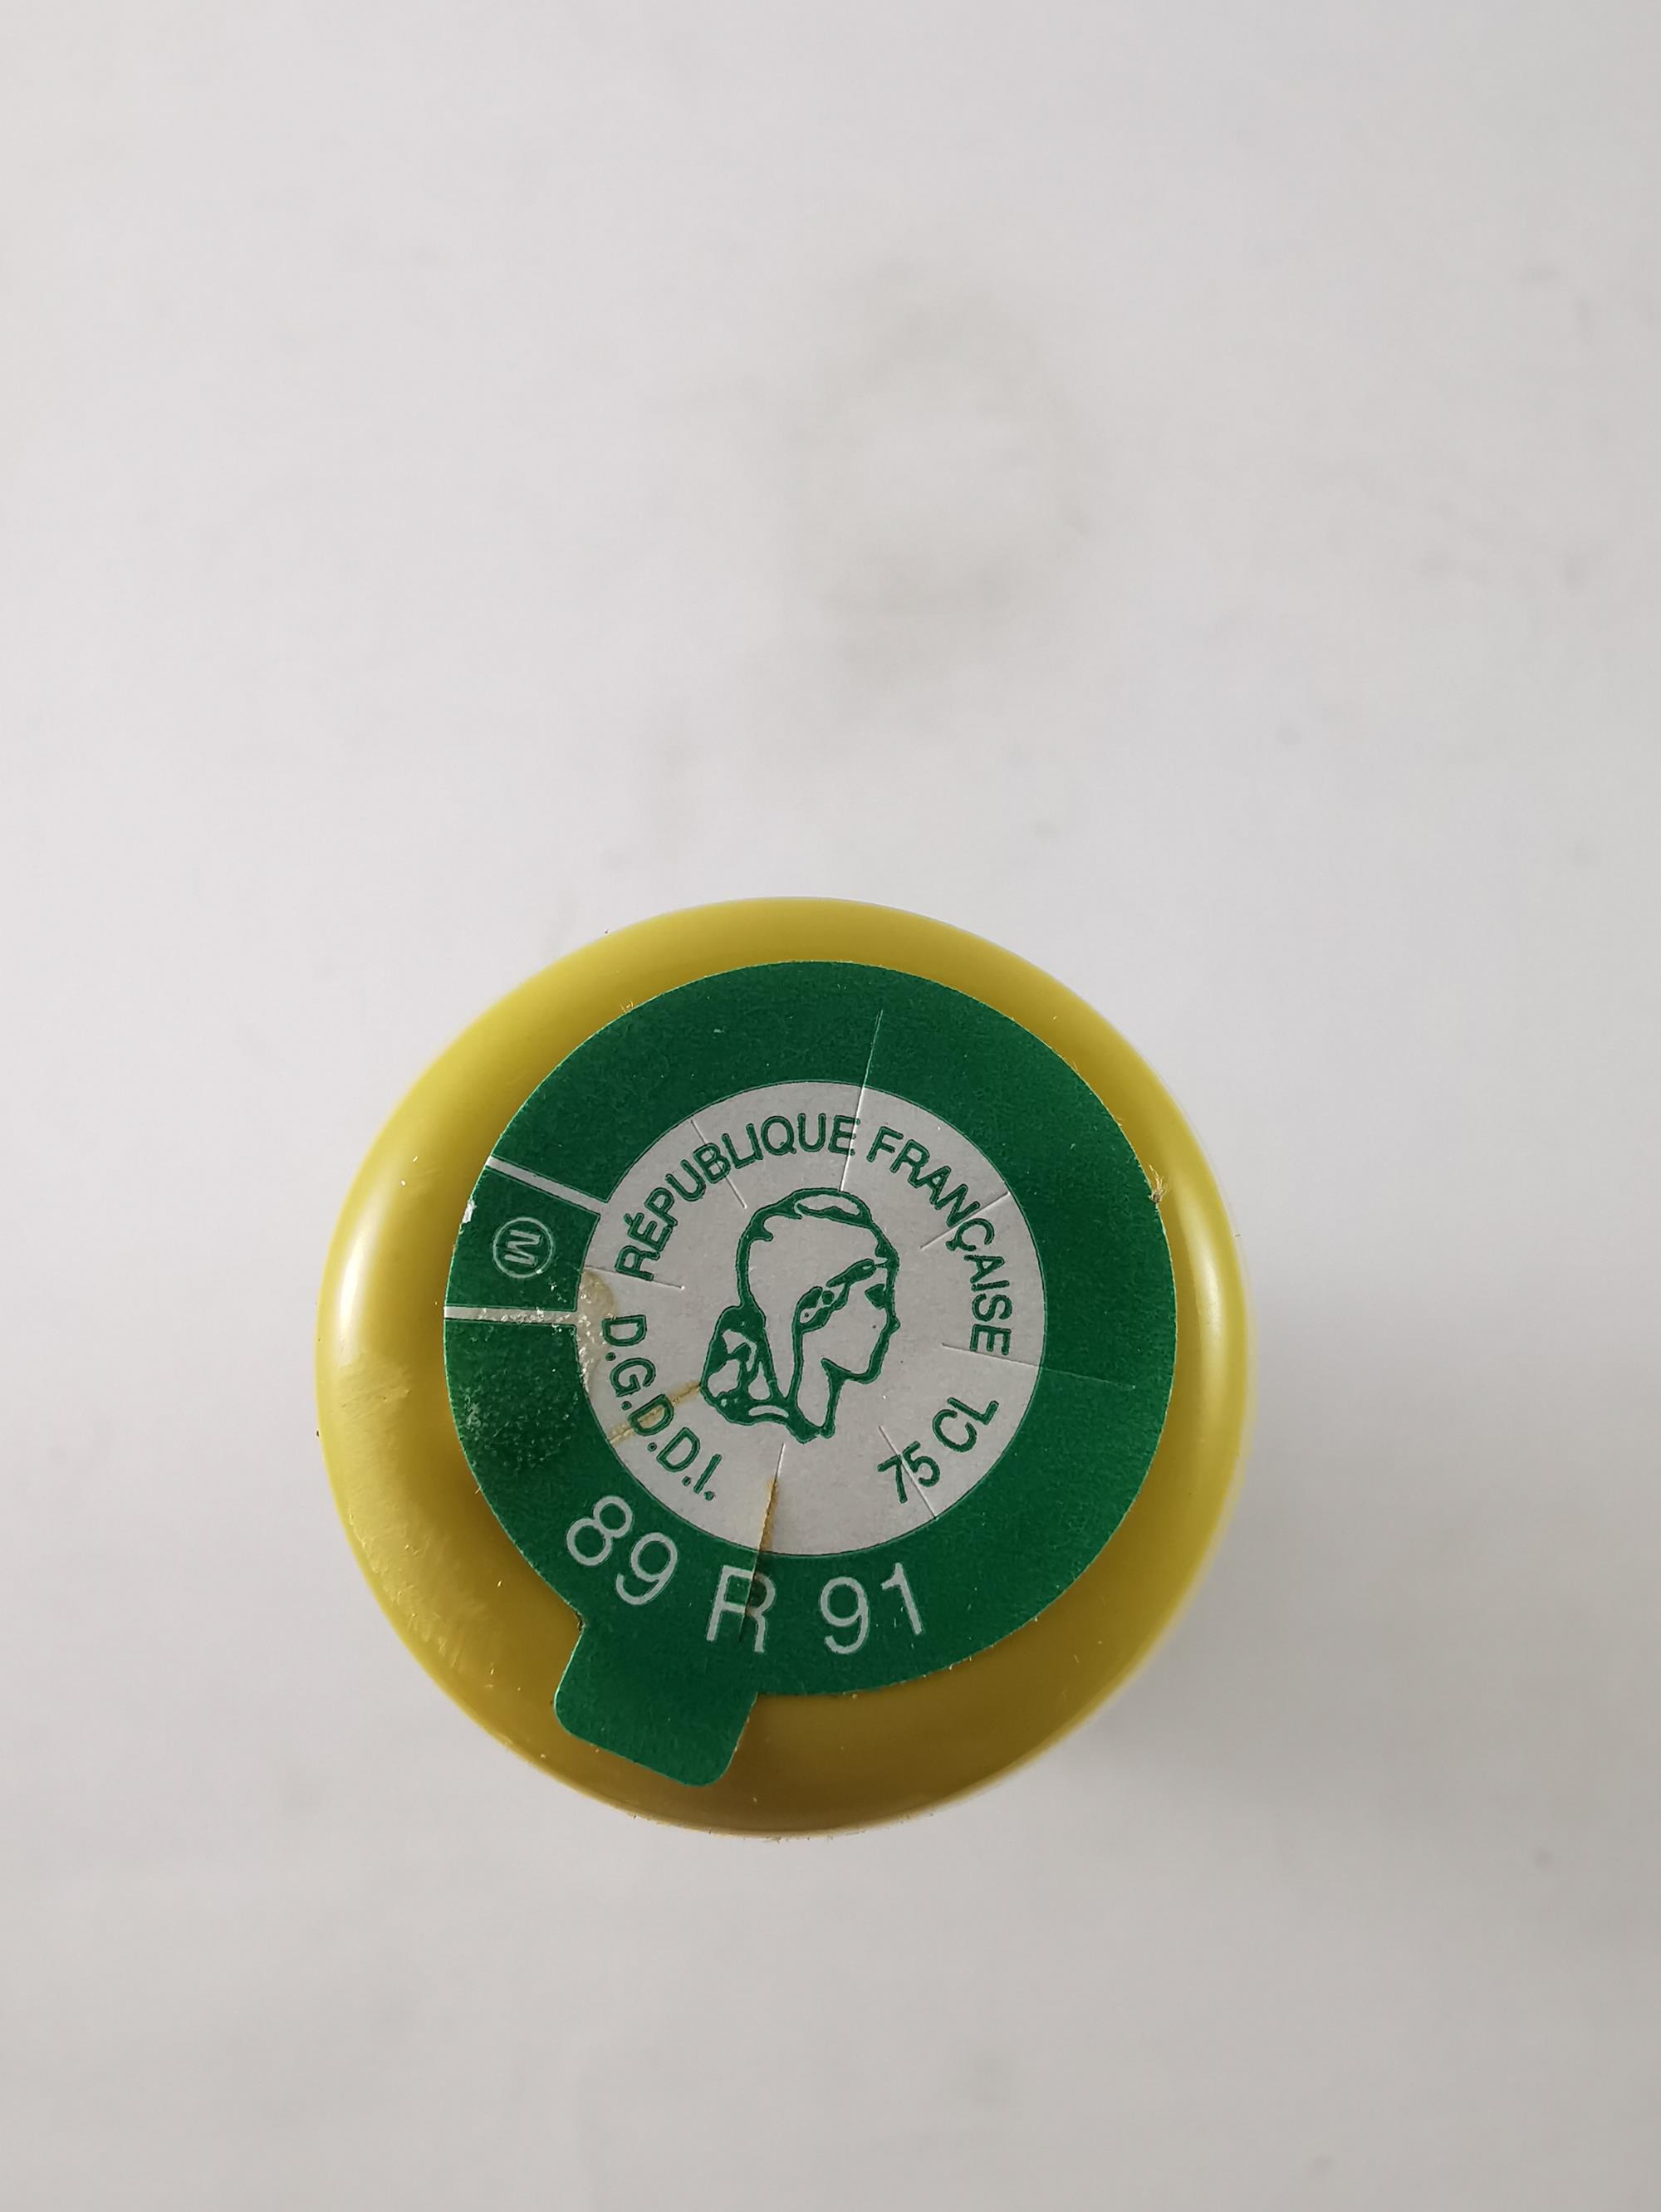 RÉPUBLIQUE FRANÇAISE
D.G.D.D.I.
75 CL
89 R 91
M